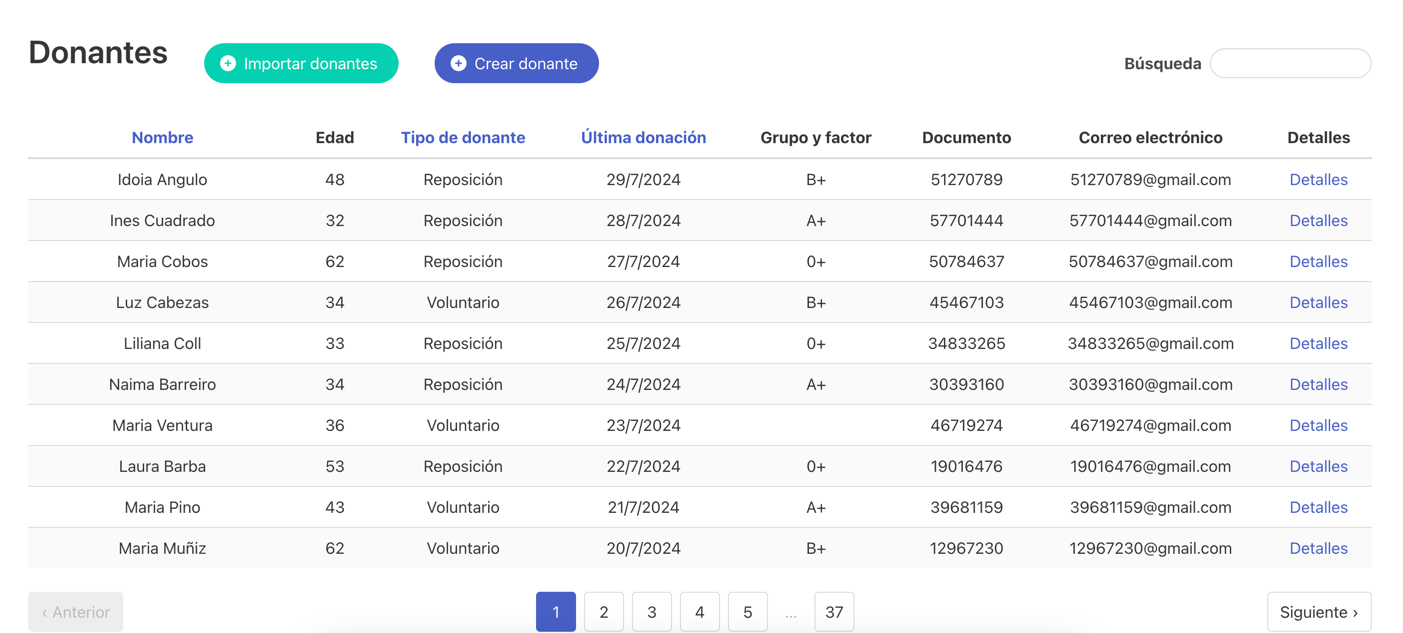 Donantes Importar donantes Crear donante Búsqueda
Nombre Edad Tipo de donante Última donación Grupo y factor Documento Correo electrónico Detalles
Idoia Angulo 48 Reposición 29/7/2024 B+ 51270789 51270789@gmail.com Detalles
Ines Cuadrado 32 Reposición 28/7/2024 A+ 57701444 57701444@gmail.com Detalles
Maria Cobos 62 Reposición 27/7/2024 0+ 50784637 50784637@gmail.com Detalles
Luz Cabezas 34 Voluntario 26/7/2024 B+ 45467103 45467103@gmail.com Detalles
Liliana Coll 33 Reposición 25/7/2024 0+ 34833265 34833265@gmail.com Detalles
Naima Barreiro 34 Reposición 24/7/2024 A+ 30393160 30393160@gmail.com Detalles
Maria Ventura 36 Voluntario 23/7/2024 46719274 46719274@gmail.com Detalles
Laura Barba 53 Reposición 22/7/2024 0+ 19016476 19016476@gmail.com Detalles
Maria Pino 43 Voluntario 21/7/2024 A+ 39681159 39681159@gmail.com Detalles
Maria Muñiz 62 Voluntario 20/7/2024 B+ 12967230 12967230@gmail.com Detalles
‹ Anterior 1 2 3 4 5 ... 37 Siguiente ›